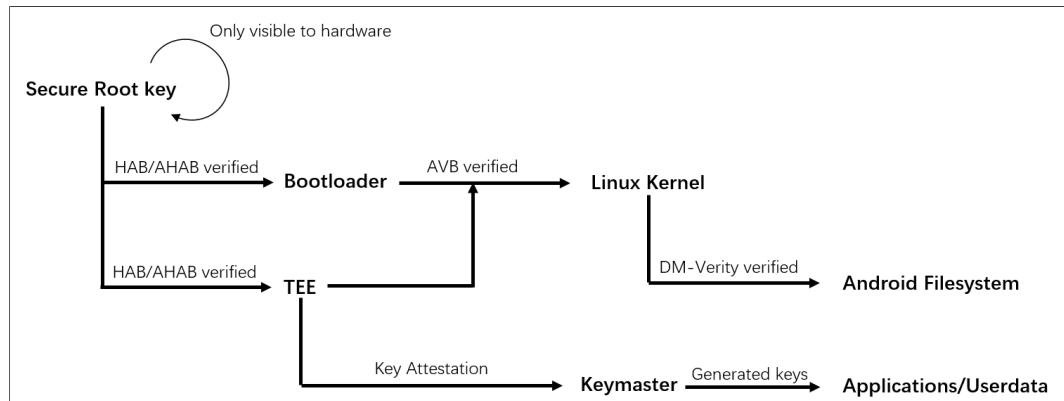 Only visible to hardware
Secure Root key
HAB/AHAB verified
Bootloader
AVB verified
Linux Kernel
HAB/AHAB verified
TEE
DM-Verity verified
Android Filesystem
Key Attestation
Keymaster
Generated keys
Applications/Userdata